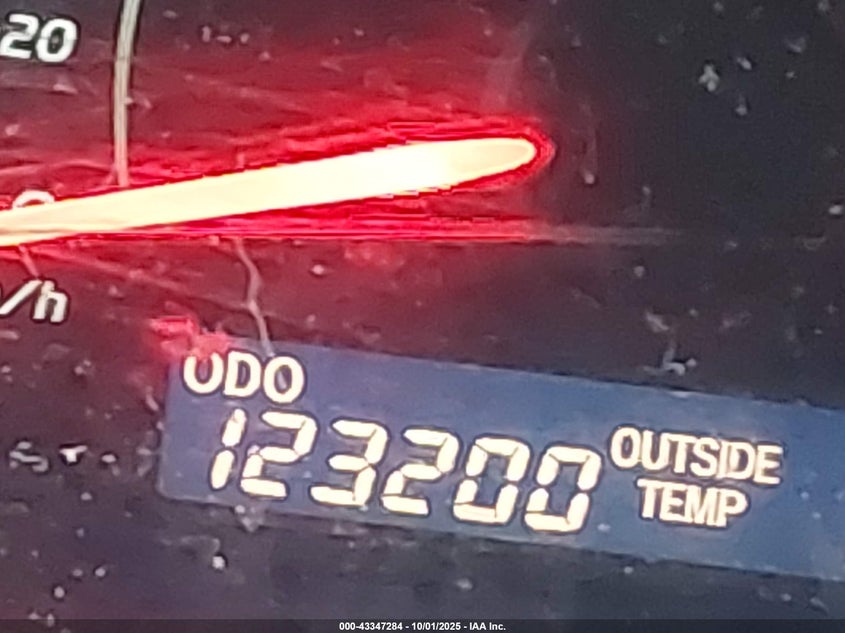 20
/h
ODO
123200
OUTSIDE
TEMP
000-43347284 - 10/01/2025 - IAA Inc.